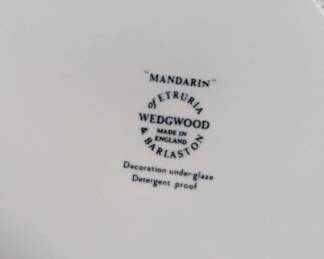 "MANDARIN"
of ETRURIA
WEDGWOOD
MADE IN
ENGLAND
& BARLASTON
Decoration under-glaze
Detergent proof